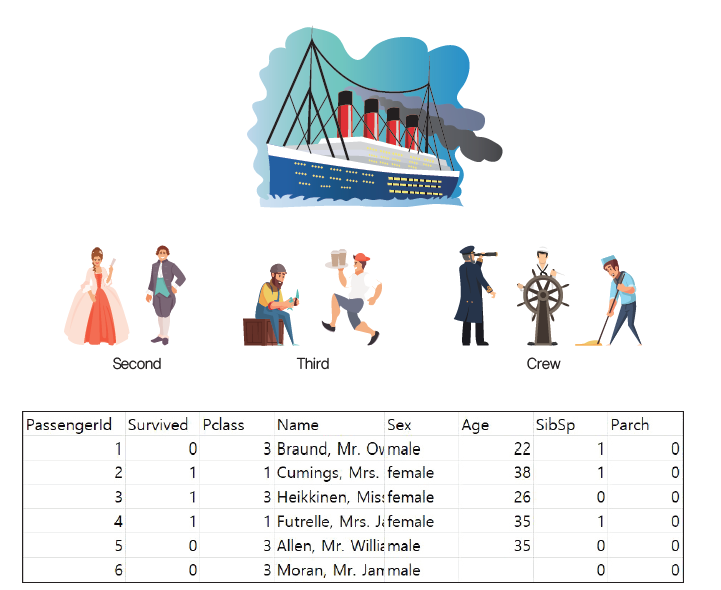 Second Third Crew
PassengerId Survived Pclass Name Sex Age SibSp Parch
1 0 3 Braund, Mr. Ow male 22 1 0
2 1 1 Cumings, Mrs. female 38 1 0
3 1 3 Heikkinen, Miss female 26 0 0
4 1 1 Futrelle, Mrs. Ja female 35 1 0
5 0 3 Allen, Mr. Willia male 35 0 0
6 0 3 Moran, Mr. Jam male 0 0